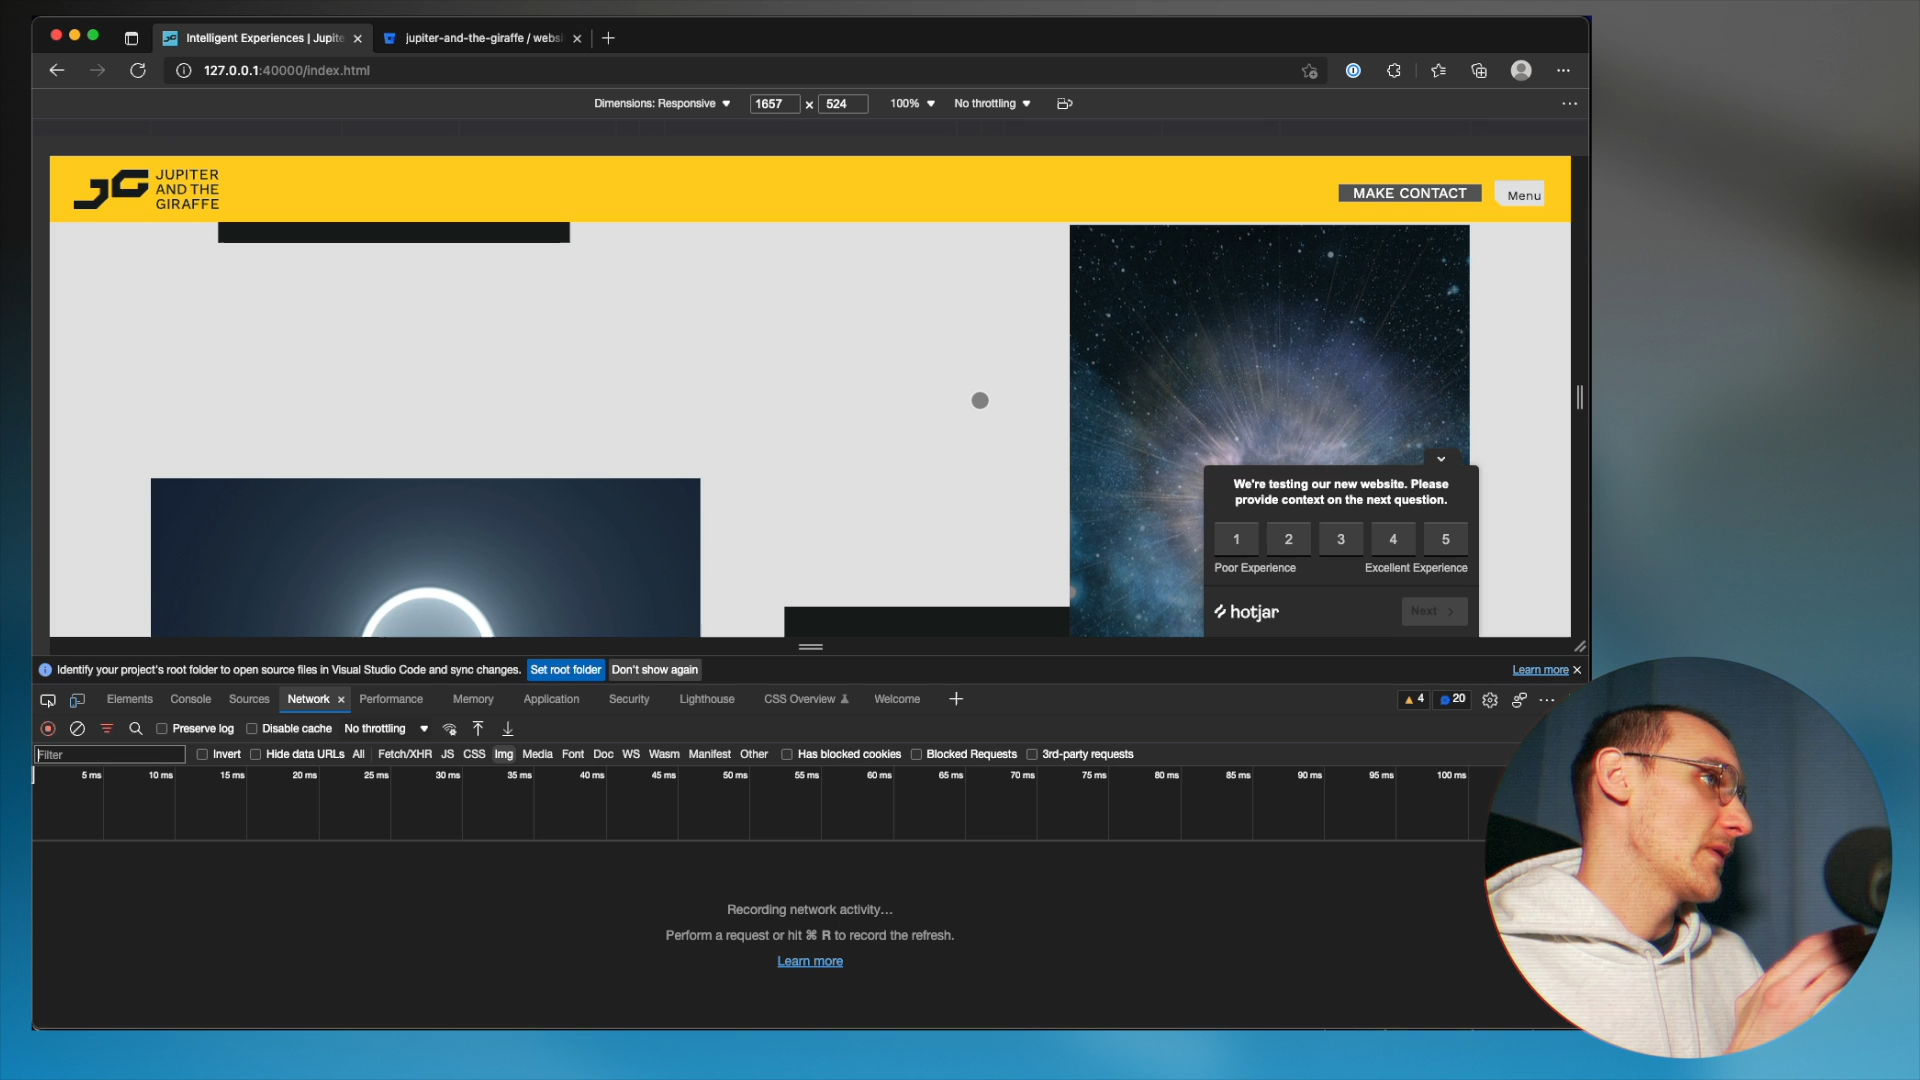 Intelligent Experiences | Jupite
jupiter-and-the-giraffe / webs
127.0.0.1:40000/index.html
Dimensions: Responsive
1657 x 524
100%
No throttling
JUPITER
AND THE
GIRAFFE
MAKE CONTACT
Menu
We're testing our new website. Please
provide context on the next question.
1 2 3 4 5
Poor Experience Excellent Experience
hotjar
Next
Identify your project's root folder to open source files in Visual Studio Code and sync changes. Set root folder Don't show again Learn more
Elements Console Sources Network Performance Memory Application Security Lighthouse CSS Overview Welcome 4 20
Preserve log Disable cache No throttling
Filter Invert Hide data URLs All Fetch/XHR JS CSS Img Media Font Doc WS Wasm Manifest Other Has blocked cookies Blocked Requests 3rd-party requests
5 ms 10 ms 15 ms 20 ms 25 ms 30 ms 35 ms 40 ms 45 ms 50 ms 55 ms 60 ms 65 ms 70 ms 75 ms 80 ms 85 ms 90 ms 95 ms 100 ms
Recording network activity...
Perform a request or hit ⌘ R to record the refresh.
Learn more